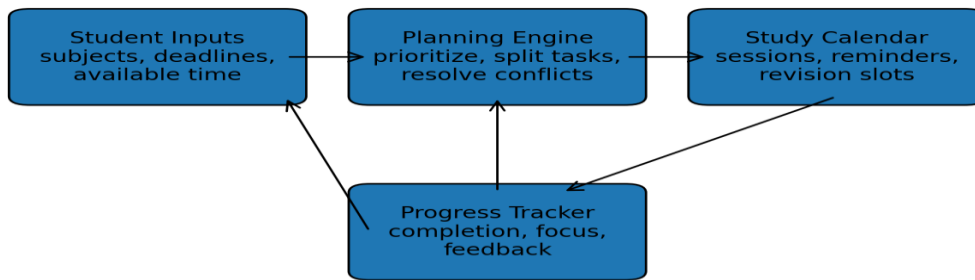 Student Inputs
subjects, deadlines,
available time
Planning Engine
prioritize, split tasks,
resolve conflicts
Study Calendar
sessions, reminders,
revision slots
Progress Tracker
completion, focus,
feedback